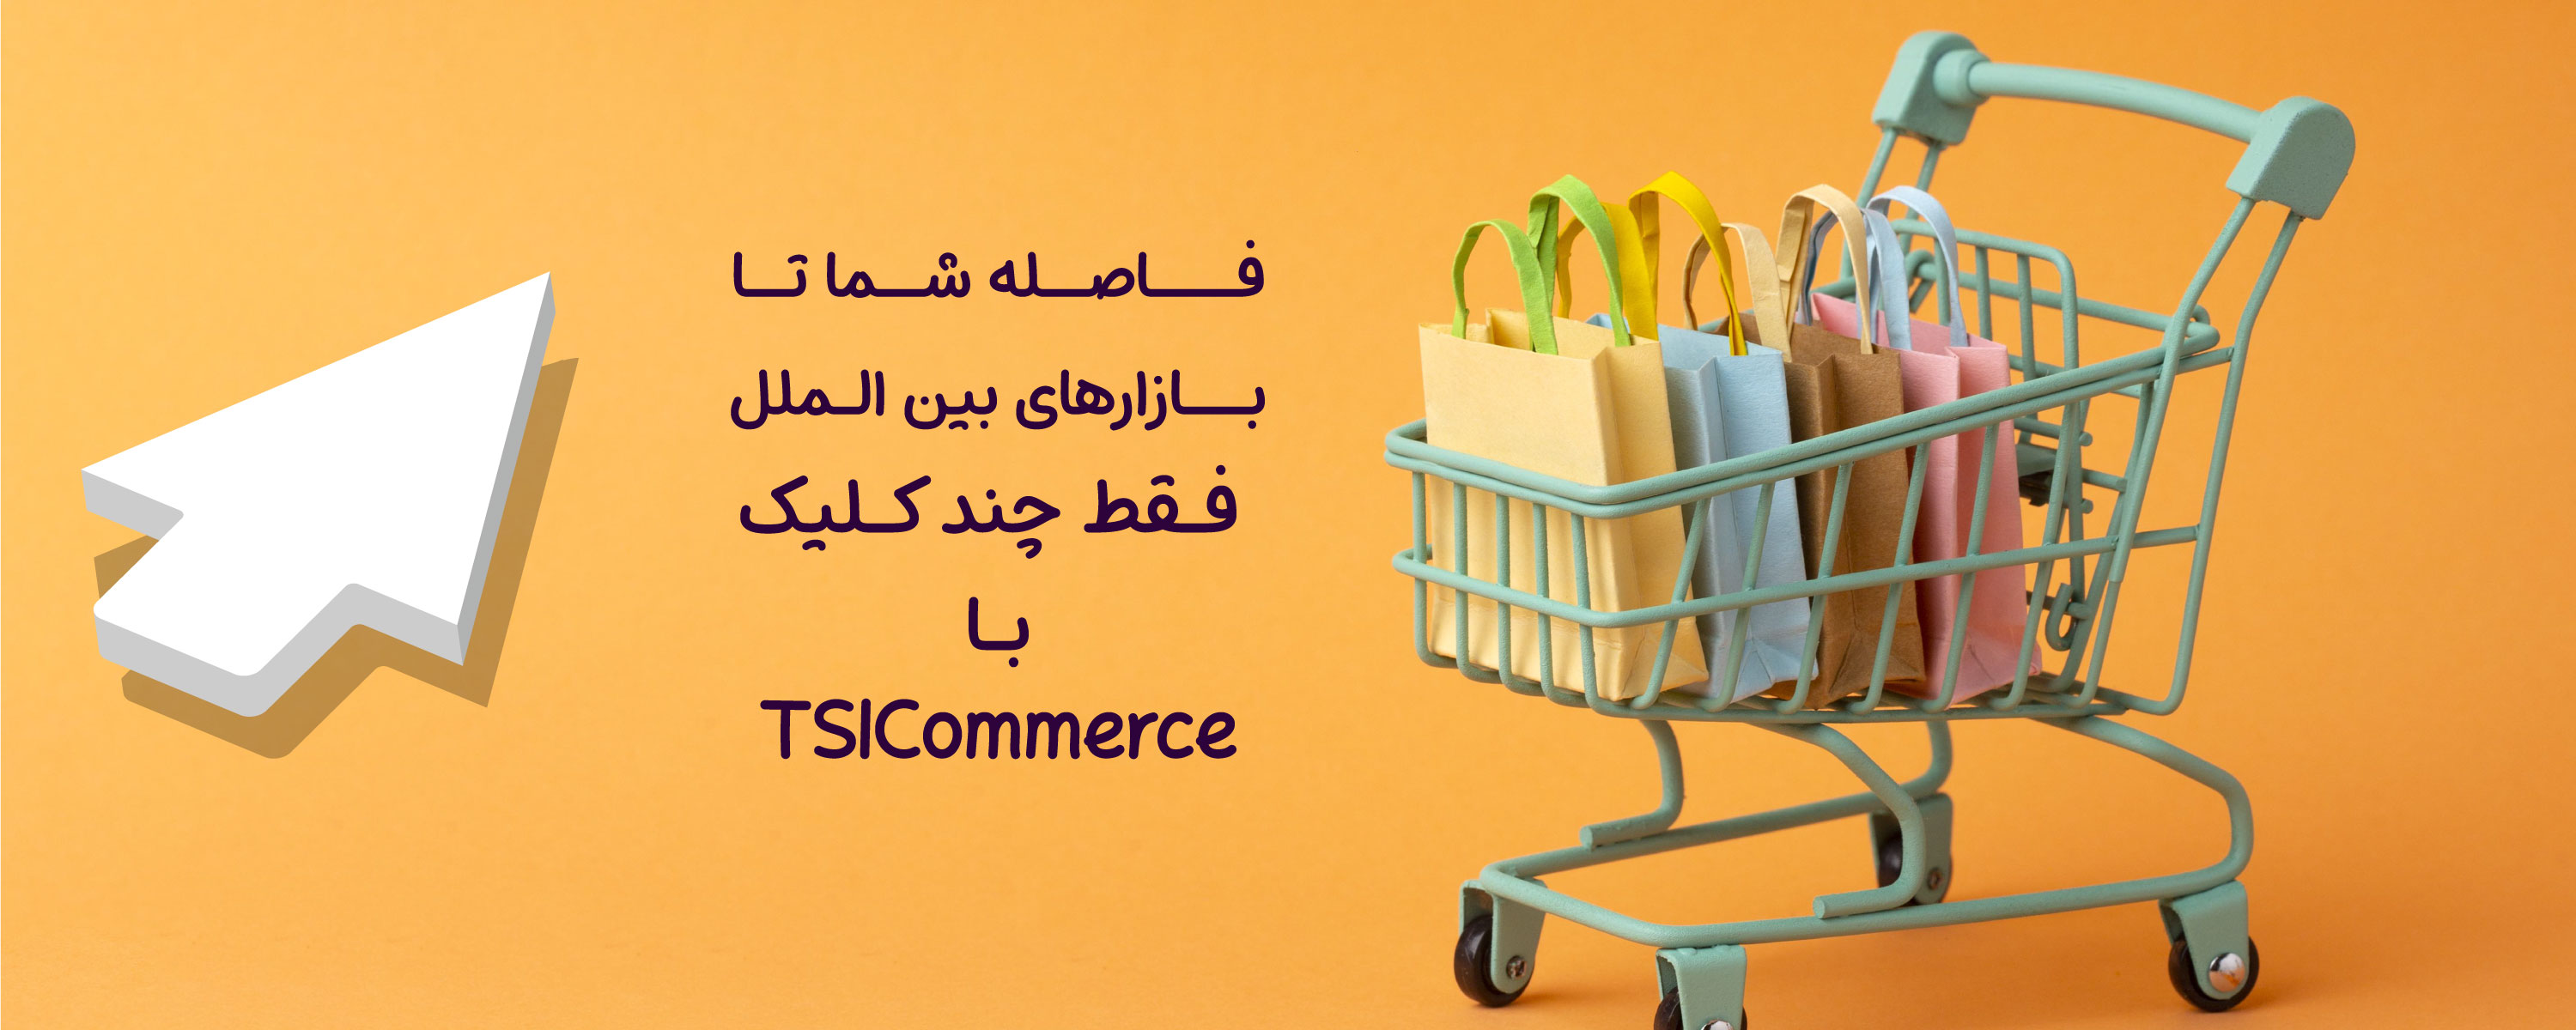 فاصله شما تا
بازارهای بین الملل
فقط چند کلیک
با
TSICommerce